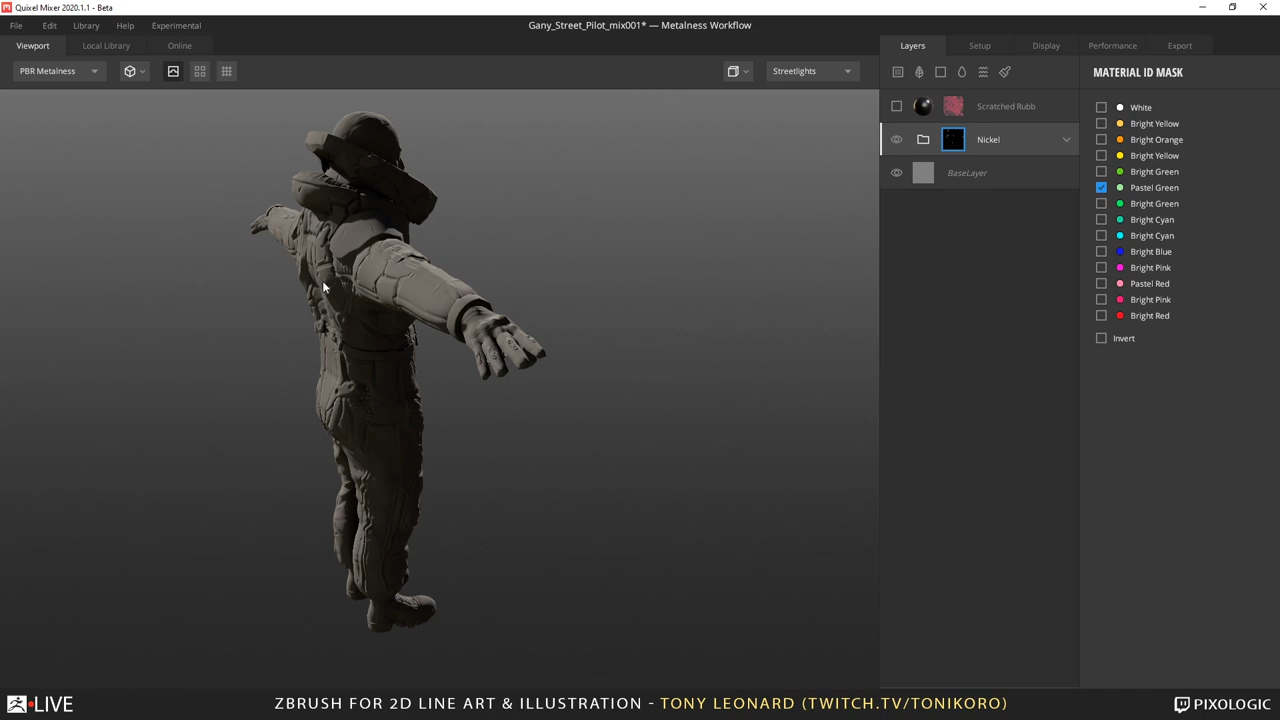 Quixel Mixer 2020.1.1 - Beta
File Edit Library Help Experimental
Gany_Street_Pilot_mix001* — Metalness Workflow
Viewport Local Library Online
Layers Setup Display Performance Export
PBR Metalness
Streetlights
MATERIAL ID MASK
Scratched Rubb
Nickel
BaseLayer
White
Bright Yellow
Bright Orange
Bright Yellow
Bright Green
Pastel Green
Bright Green
Bright Cyan
Bright Cyan
Bright Blue
Bright Pink
Pastel Red
Bright Pink
Bright Red
Invert
LIVE
ZBRUSH FOR 2D LINE ART & ILLUSTRATION - TONY LEONARD (TWITCH.TV/TONIKORO)
PIXOLOGIC